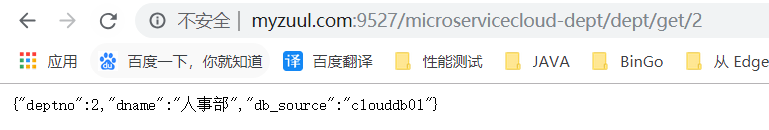 不安全 | myzuul.com:9527/microservicecloud-dept/dept/get/2
应用 百度一下，你就知道 译 百度翻译 性能测试 JAVA BinGo 从 Edge
{"deptno":2,"dname":"人事部","db_source":"clouddb01"}